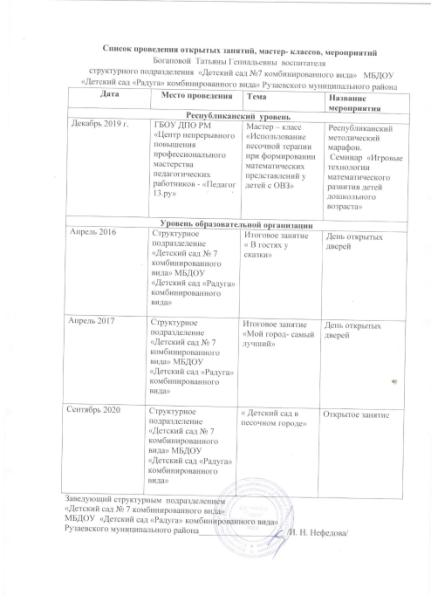 Список проведения открытых занятий, мастер- классов, мероприятий
Богаповой Татьяны Геннадьевны воспитателя
структурного подразделения «Детский сад №7 комбинированного вида» МБДОУ
«Детский сад «Радуга» комбинированного вида» Рузаевского муниципального района
Дата
Место проведения
Тема
Название
мероприятия
Республиканский уровень
Декабрь 2019 г.
ГБОУ ДПО РМ
«Центр непрерывного
повышения
профессионального
мастерства
педагогических
работников - «Педагог
13.ру»
Мастер – класс
«Использование
песочной терапии
при формировании
математических
представлений у
детей с ОВЗ»
Республиканский
методический
марафон.
Семинар «Игровые
технологии
математического
развития детей
дошкольного
возраста»
Уровень образовательной организации
Апрель 2016
Структурное
подразделение
«Детский сад № 7
комбинированного
вида» МБДОУ
«Детский сад «Радуга»
комбинированного
вида»
Итоговое занятие
« В гостях у
сказки»
День открытых
дверей
Апрель 2017
Структурное
подразделение
«Детский сад № 7
комбинированного
вида» МБДОУ
«Детский сад «Радуга»
комбинированного
вида»
Итоговое занятие
«Мой город- самый
лучший»
День открытых
дверей
Сентябрь 2020
Структурное
подразделение
«Детский сад № 7
комбинированного
вида» МБДОУ
«Детский сад «Радуга»
комбинированного
вида»
« Детский сад в
песочном городе»
Открытое занятие
Заведующий структурным подразделением
«Детский сад № 7 комбинированного вида»
МБДОУ «Детский сад «Радуга» комбинированного вида»
Рузаевского муниципального района /Н. Н. Нефедова/